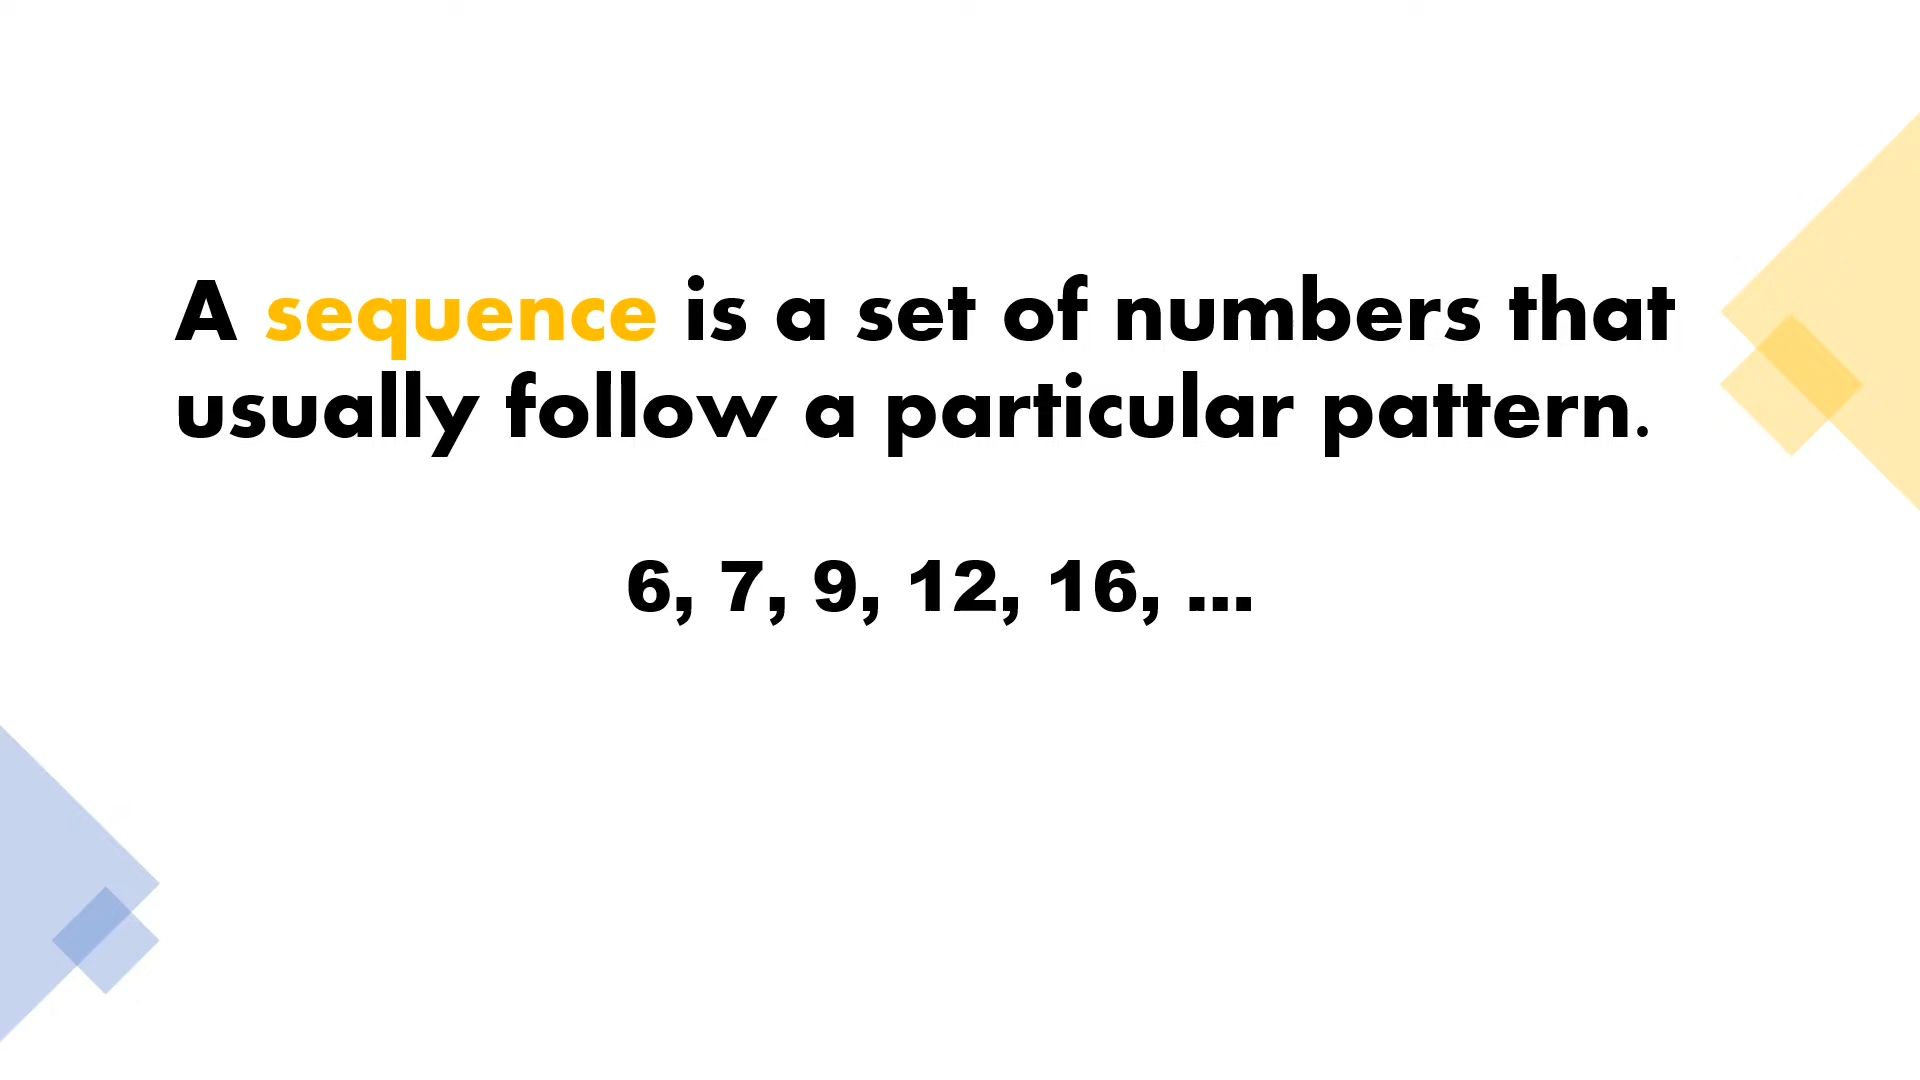 A sequence is a set of numbers that
usually follow a particular pattern.
6, 7, 9, 12, 16, ...